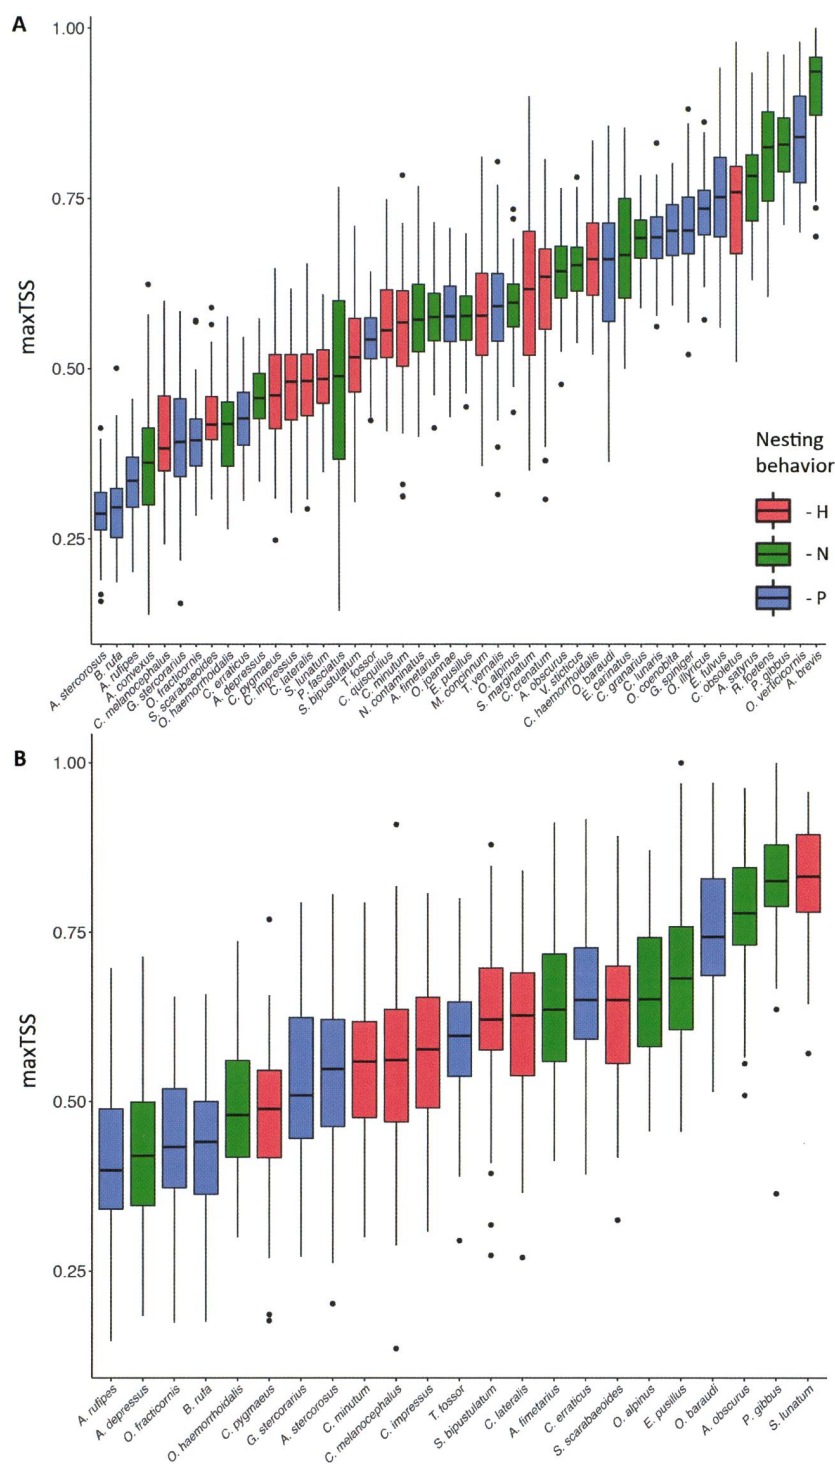 A
1.00
0.75
0.50
0.25
maxTSS
Nesting
behavior
- H
- N
- P
A. stercorosus
B. rufa
A. rufipes
A. convexus
C. melanocephalus
G. stercorarius
O. fracticornis
S. scarabaeoides
O. haemorrhoidalis
C. erraticus
A. depressus
C. pygmaeus
C. impressus
C. lateralis
S. lunatum
P. fasciatus
S. bipustulatum
T. fossor
C. quisquilius
C. minutum
N. contaminatus
A. fimetarius
O. joannae
E. pusillus
M. corcinnum
T. vernalis
O. alpinus
S. marginatum
C. crenatum
A. obscurus
V. sticticus
C. haemorrhoidalis
O. baraudi
E. carinatus
C. granarius
C. lunaris
O. coenobita
G. spiniger
O. illyricus
E. fulvus
C. obsoletus
A. satyrus
R. foetens
P. gibbus
O. verticicornis
A. brevis
B
1.00
0.75
0.50
0.25
maxTSS
A. rufipes
A. depressus
O. fracticornis
B. rufa
O. haemorrhoidalis
C. pygmaeus
G. stercorarius
A. stercorosus
C. minutum
C. melanocephalus
C. impressus
T. fossor
S. bipustulatum
C. lateralis
A. fimetarius
C. erraticus
S. scarabaeoides
O. alpinus
E. pusillus
O. baraudi
A. obscurus
P. gibbus
S. lunatum